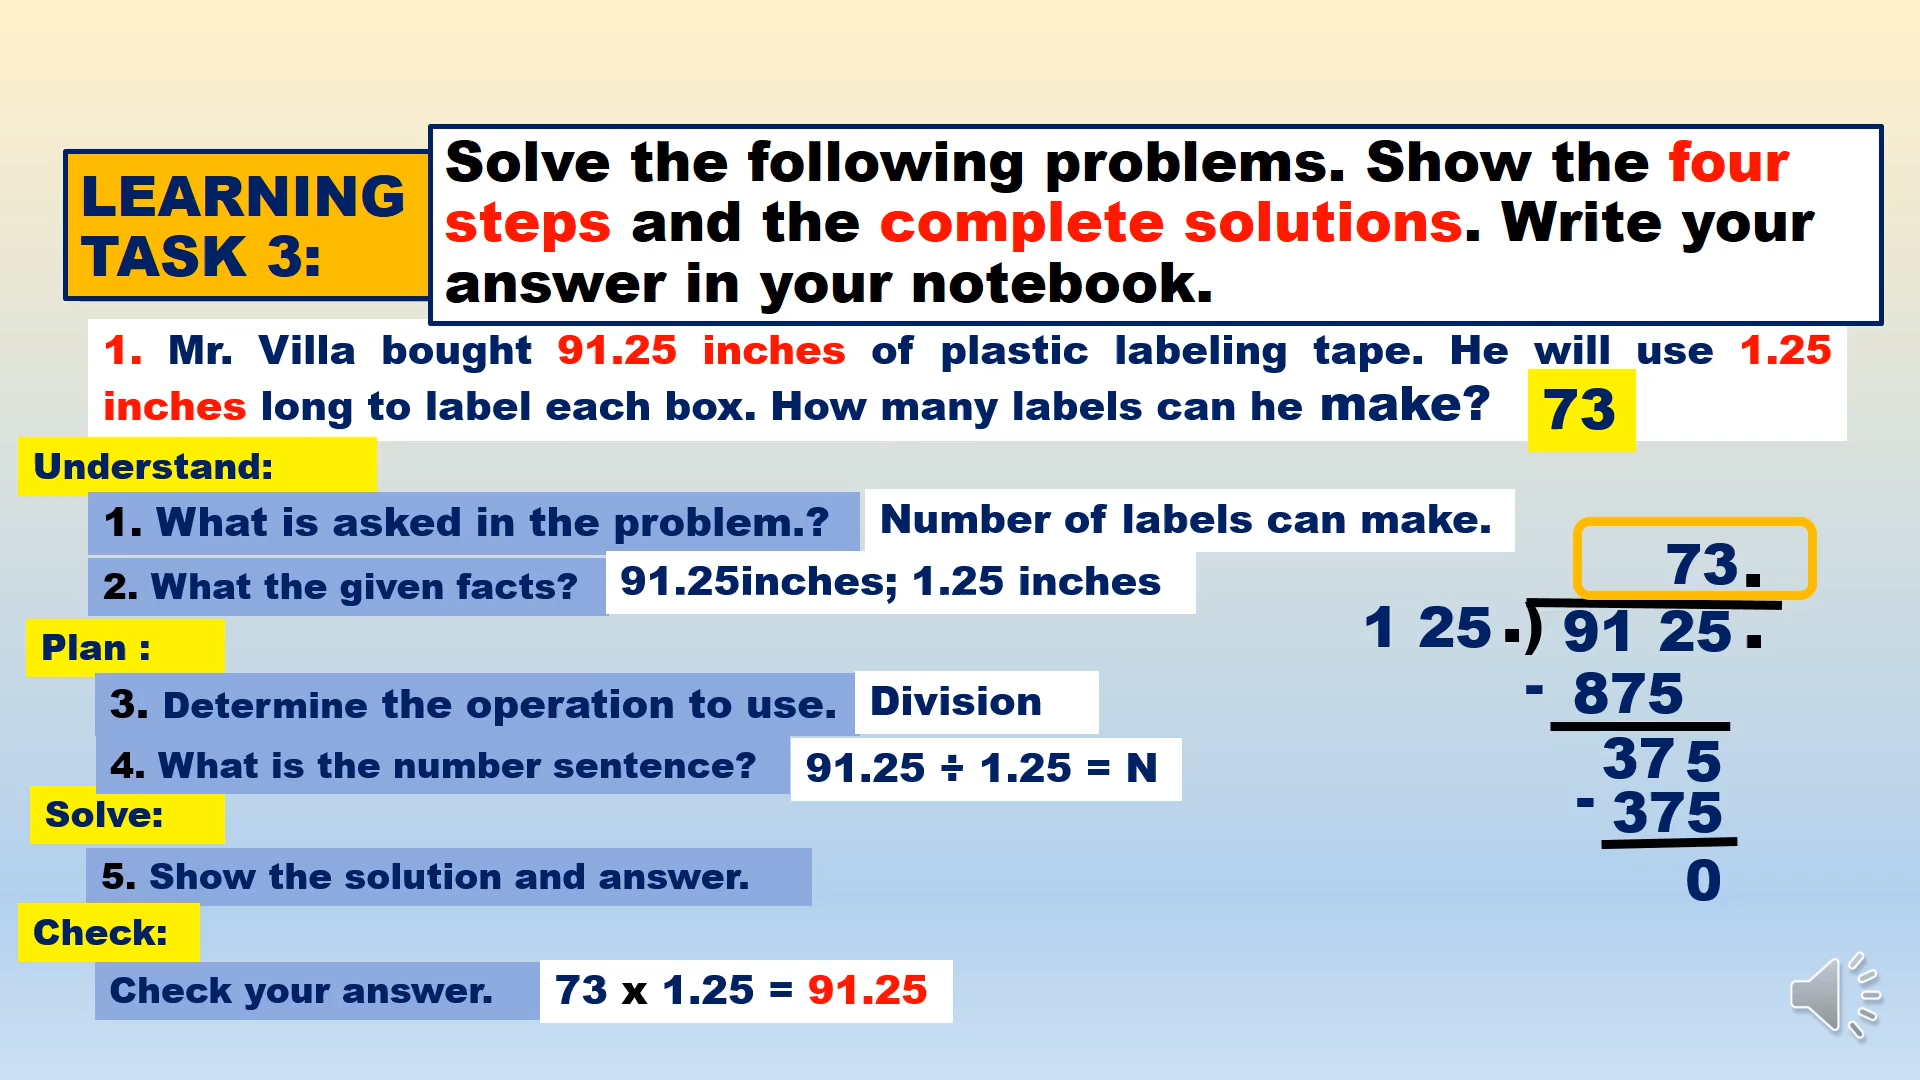 LEARNING
TASK 3:
Solve the following problems. Show the four
steps and the complete solutions. Write your
answer in your notebook.
1. Mr. Villa bought 91.25 inches of plastic labeling tape. He will use 1.25
inches long to label each box. How many labels can he make? 73
Understand:
1. What is asked in the problem.? Number of labels can make.
2. What the given facts? 91.25inches; 1.25 inches
Plan :
3. Determine the operation to use. Division
4. What is the number sentence? 91.25 ÷ 1.25 = N
Solve:
5. Show the solution and answer.
Check:
Check your answer. 73 x 1.25 = 91.25
73.
1 25.) 91 25.
- 875
375
- 375
0